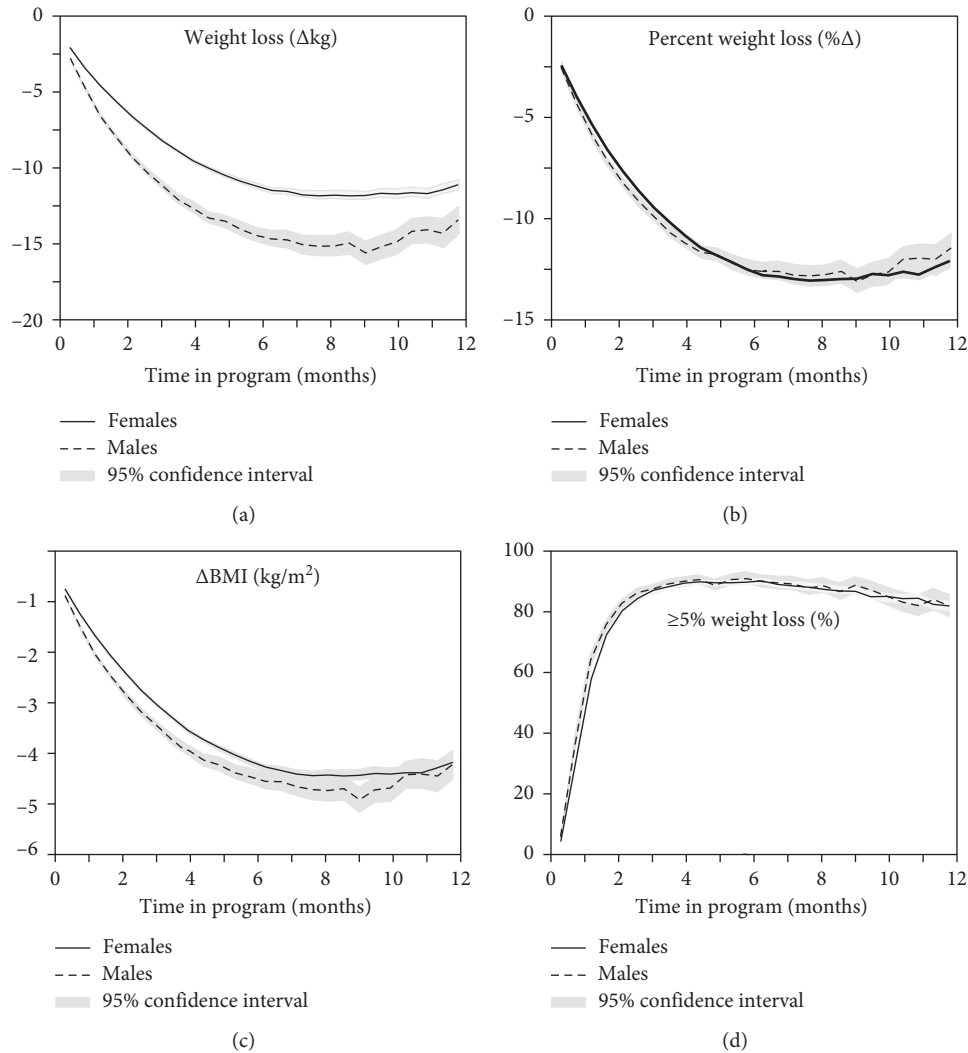 Weight loss (Δkg)
0
−5
−10
−15
−20
0 2 4 6 8 10 12
Time in program (months)
Females
Males
95% confidence interval
(a)
Percent weight loss (%Δ)
0
−5
−10
−15
0 2 4 6 8 10 12
Time in program (months)
Females
Males
95% confidence interval
(b)
ΔBMI (kg/m²)
−1
−2
−3
−4
−5
−6
0 2 4 6 8 10 12
Time in program (months)
Females
Males
95% confidence interval
(c)
100
80
60
40
20
0
≥5% weight loss (%)
0 2 4 6 8 10 12
Time in program (months)
Females
Males
95% confidence interval
(d)